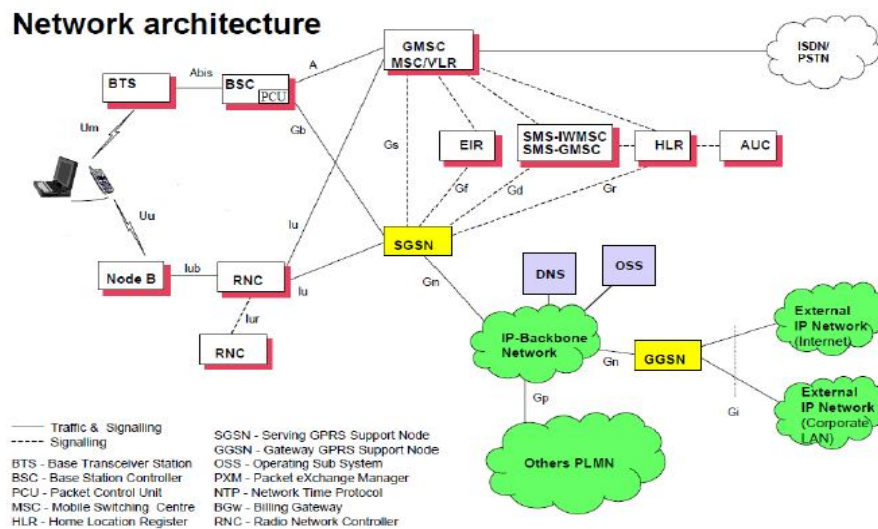 Network architecture
GMSC
MSC/VLR
ISDN/
PSTN
A
Abis
BTS
BSC
PCU
Um
Gb
Gs
EIR
SMS-IWMSC
SMS-GMSC
HLR
AUC
Gf
Gd
Gr
Uu
Iu
SGSN
Node B
Iub
RNC
Iu
Gn
DNS
OSS
Iur
RNC
IP-Backbone
Network
Gn
GGSN
External
IP Network
(Internet)
Gp
Gi
External
IP Network
(Corporate
LAN)
Others PLMN
Traffic & Signalling
Signalling
BTS - Base Transceiver Station
BSC - Base Station Controller
PCU - Packet Control Unit
MSC - Mobile Switching Centre
HLR - Home Location Register
SGSN - Serving GPRS Support Node
GGSN - Gateway GPRS Support Node
OSS - Operating Sub System
PXM - Packet eXchange Manager
NTP - Network Time Protocol
BGw - Billing Gateway
RNC - Radio Network Controller